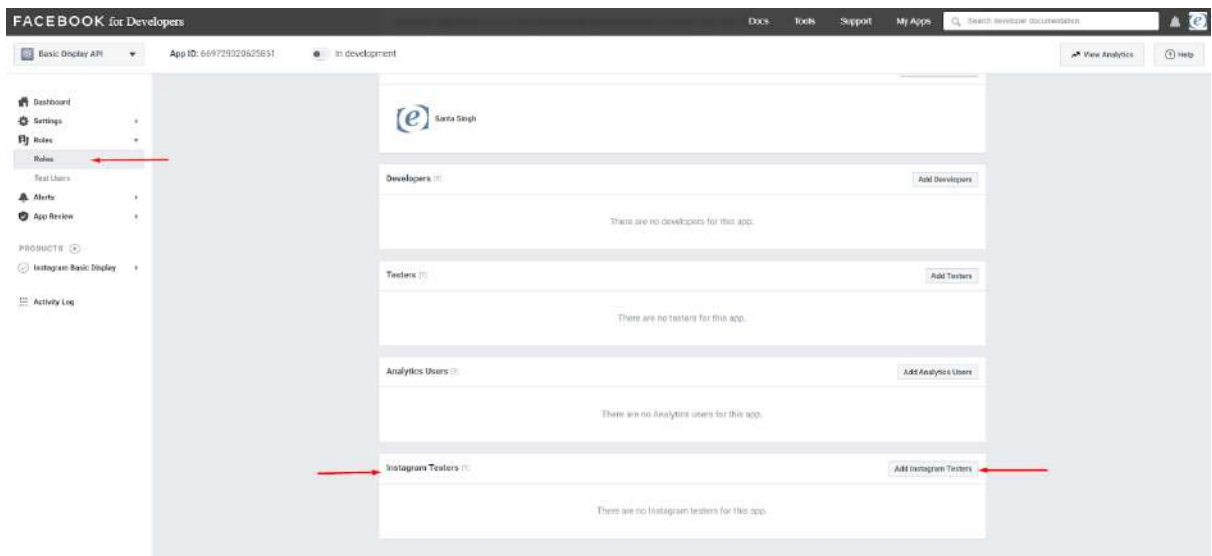 FACEBOOK for Developers
Docs Tools Support My Apps Search developer documentation
Basic Display API App ID: In development View Analytics Help
Dashboard
Settings
Roles
Roles
Test Users
Alerts
App Review
PRODUCTS
Instagram Basic Display
Activity Log
Santa Singh
Developers [?] Add Developers
There are no developers for this app.
Testers [?] Add Testers
There are no testers for this app.
Analytics Users [?] Add Analytics Users
There are no Analytics users for this app.
Instagram Testers [?] Add Instagram Testers
There are no Instagram testers for this app.